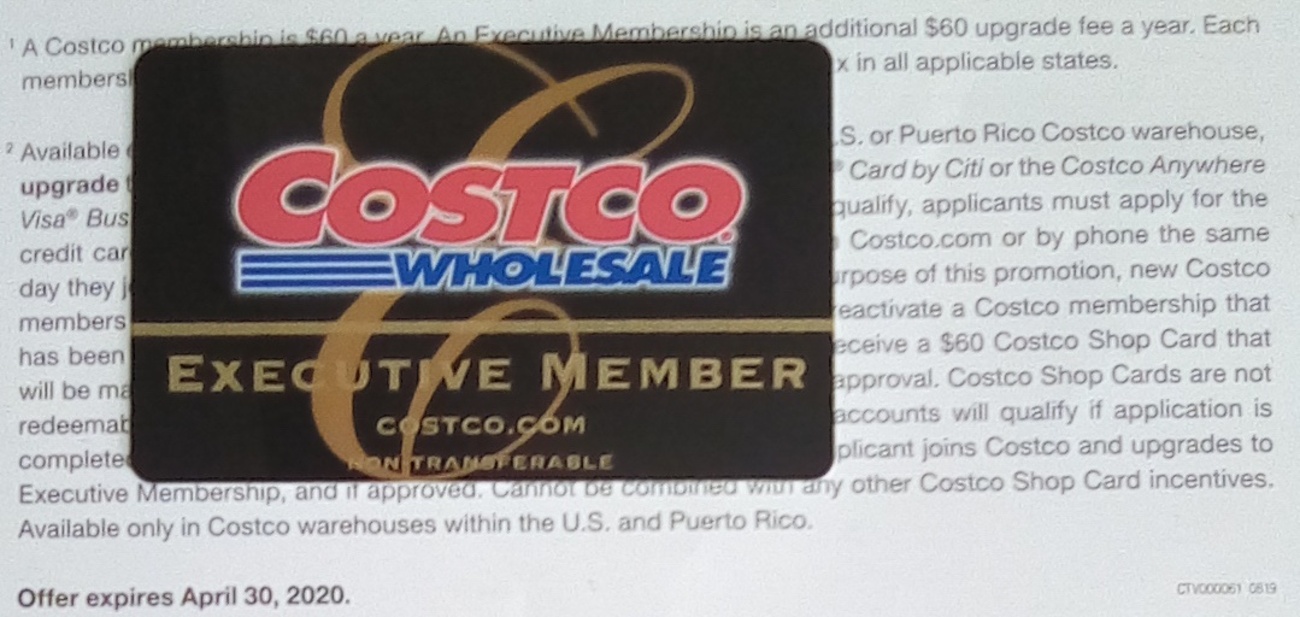 ¹ A Costco membership is $60 a year. An Executive Membership is an additional $60 upgrade fee a year. Each
x in all applicable states.
² Available
S. or Puerto Rico Costco warehouse,
upgrade
Card by Citi or the Costco Anywhere
Visa® Bus
qualify, applicants must apply for the
credit car
Costco.com or by phone the same
day they
rpose of this promotion, new Costco
members
eactivate a Costco membership that
has been
eceive a $60 Costco Shop Card that
will be ma
approval. Costco Shop Cards are not
redeemab
accounts will qualify if application is
complete
plicant joins Costco and upgrades to
Executive Membership, and if approved. Cannot be combined with any other Costco Shop Card incentives.
Available only in Costco warehouses within the U.S. and Puerto Rico.
Offer expires April 30, 2020.
CTV000061 0819
COSTCO
WHOLESALE
EXECUTIVE MEMBER
COSTCO.COM
NON TRANSFERABLE